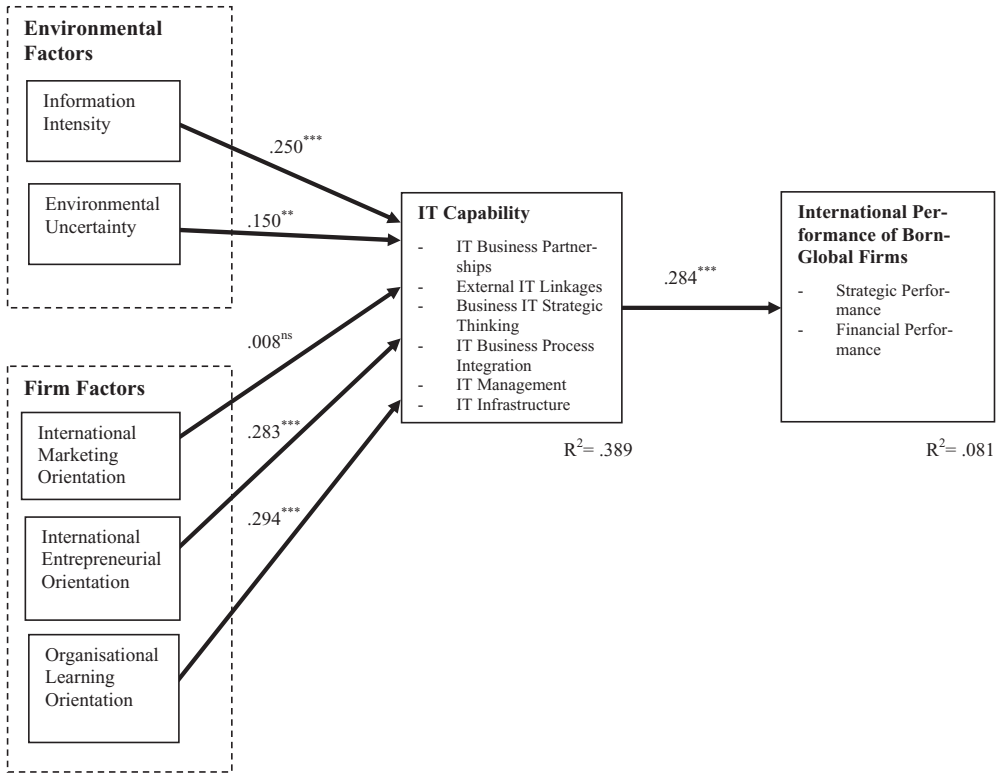 Environmental
Factors
Information
Intensity
Environmental
Uncertainty
.250***
.150**
Firm Factors
International
Marketing
Orientation
International
Entrepreneurial
Orientation
Organisational
Learning
Orientation
.008ns
.283***
.294***
IT Capability
- IT Business Partner-
ships
- External IT Linkages
- Business IT Strategic
Thinking
- IT Business Process
Integration
- IT Management
- IT Infrastructure
R²= .389
.284***
International Per-
formance of Born-
Global Firms
- Strategic Perfor-
mance
- Financial Perfor-
mance
R²= .081